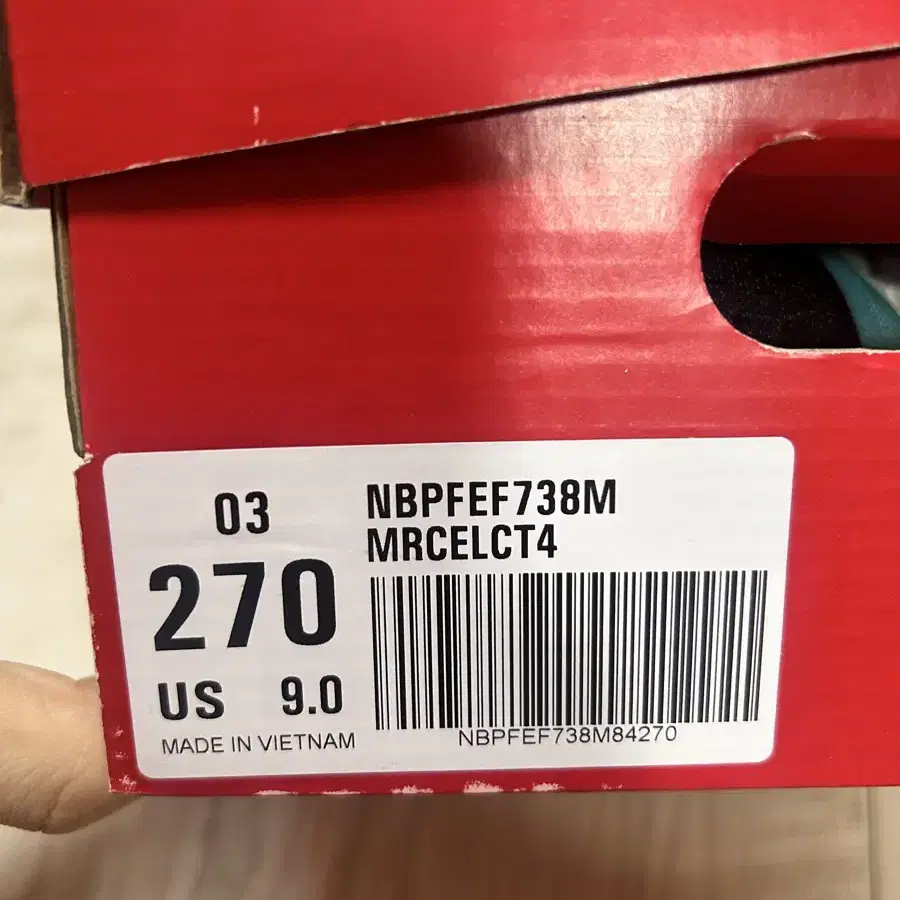 03
270
US 9.0
MADE IN VIETNAM
NBPFEF738M
MRCELCT4
NBPFEF738M84270